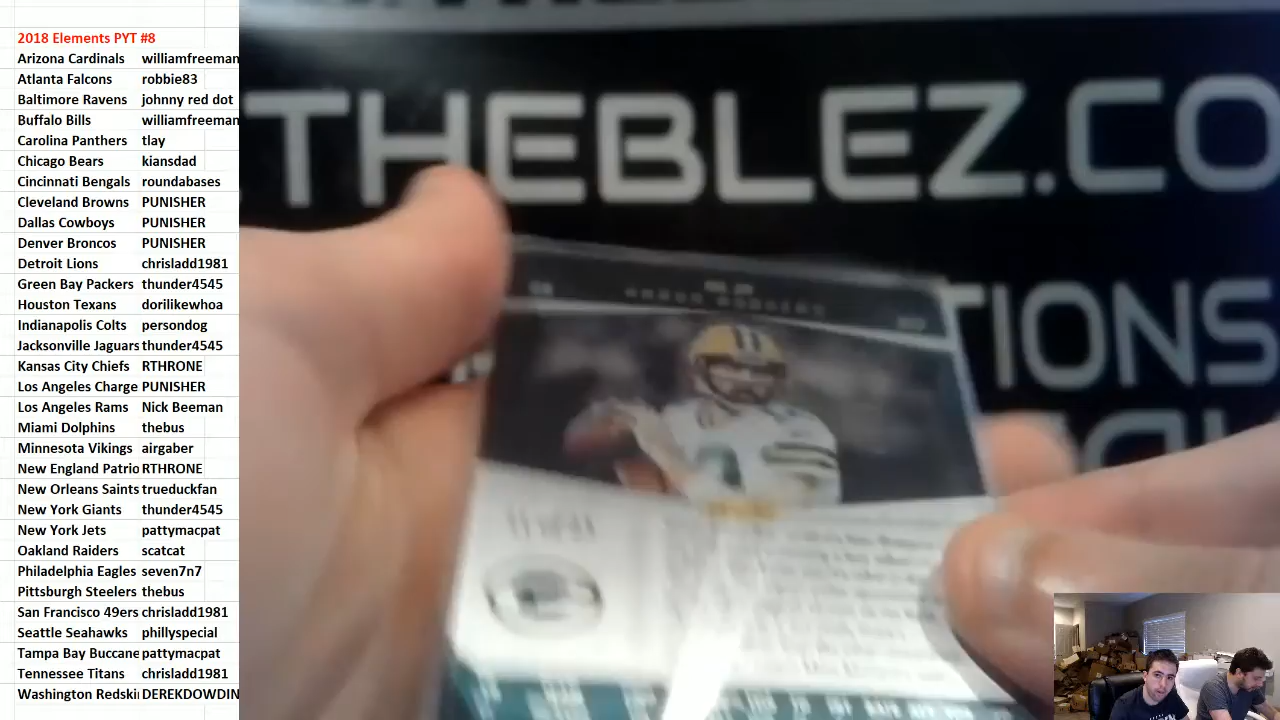 2018 Elements PYT #8
Arizona Cardinals williamfreeman
Atlanta Falcons robbie83
Baltimore Ravens johnny red dot
Buffalo Bills williamfreeman
Carolina Panthers tlay
Chicago Bears kiansdad
Cincinnati Bengals roundabases
Cleveland Browns PUNISHER
Dallas Cowboys PUNISHER
Denver Broncos PUNISHER
Detroit Lions chrisladd1981
Green Bay Packers thunder4545
Houston Texans dorilikewhoa
Indianapolis Colts persondog
Jacksonville Jaguars thunder4545
Kansas City Chiefs RTHRONE
Los Angeles Charge PUNISHER
Los Angeles Rams Nick Beeman
Miami Dolphins thebus
Minnesota Vikings airgaber
New England Patrio RTHRONE
New Orleans Saints trueduckfan
New York Giants thunder4545
New York Jets pattymacpat
Oakland Raiders scatcat
Philadelphia Eagles seven7n7
Pittsburgh Steelers thebus
San Francisco 49ers chrisladd1981
Seattle Seahawks phillyspecial
Tampa Bay Buccane pattymacpat
Tennessee Titans chrisladd1981
Washington Redski DEREKDOWDIN
.THEBLEZ.CO
TIONS
AARON RODGERS